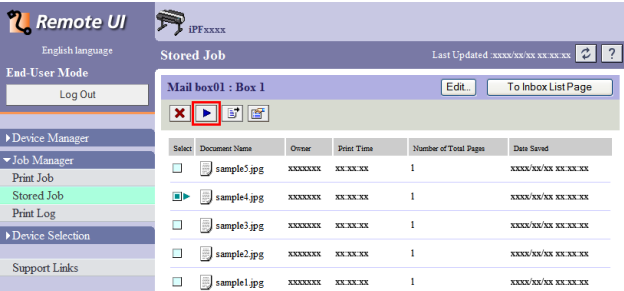 Remote UI
English language
End-User Mode
Log Out
Device Manager
Job Manager
Print Job
Stored Job
Print Log
Device Selection
Support Links
iPFxxxx
Stored Job
Last Updated :xxxx/xx/xx xx:xx:xx
?
Mail box01 : Box 1
Edit...
To Inbox List Page
Select Document Name Owner Print Time Number of Total Pages Date Saved
sample5.jpg xxxxxxx xx:xx:xx 1 xxxx/xx/xx xx:xx:xx
sample4.jpg xxxxxxx xx:xx:xx 1 xxxx/xx/xx xx:xx:xx
sample3.jpg xxxxxxx xx:xx:xx 1 xxxx/xx/xx xx:xx:xx
sample2.jpg xxxxxxx xx:xx:xx 1 xxxx/xx/xx xx:xx:xx
sample1.jpg xxxxxxx xx:xx:xx 1 xxxx/xx/xx xx:xx:xx